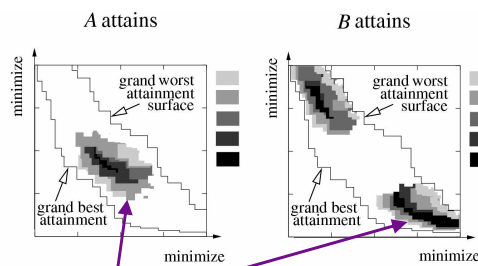 A attains
minimize
grand worst
attainment
surface
grand best
attainment
minimize
B attains
minimize
grand worst
attainment
surface
grand best
attainment
minimize